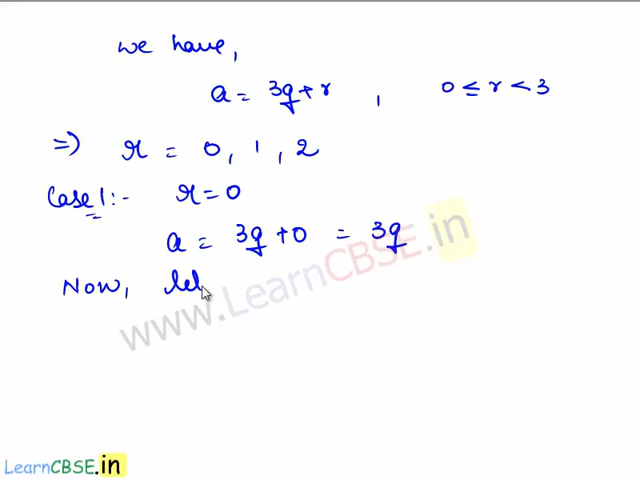 we have,
a = 3q + r , 0 ≤ r < 3
=> r = 0, 1, 2
Case 1:- r = 0
a = 3q + 0 = 3q
Now, let
www.LearnCBSE.in
LearnCBSE.in